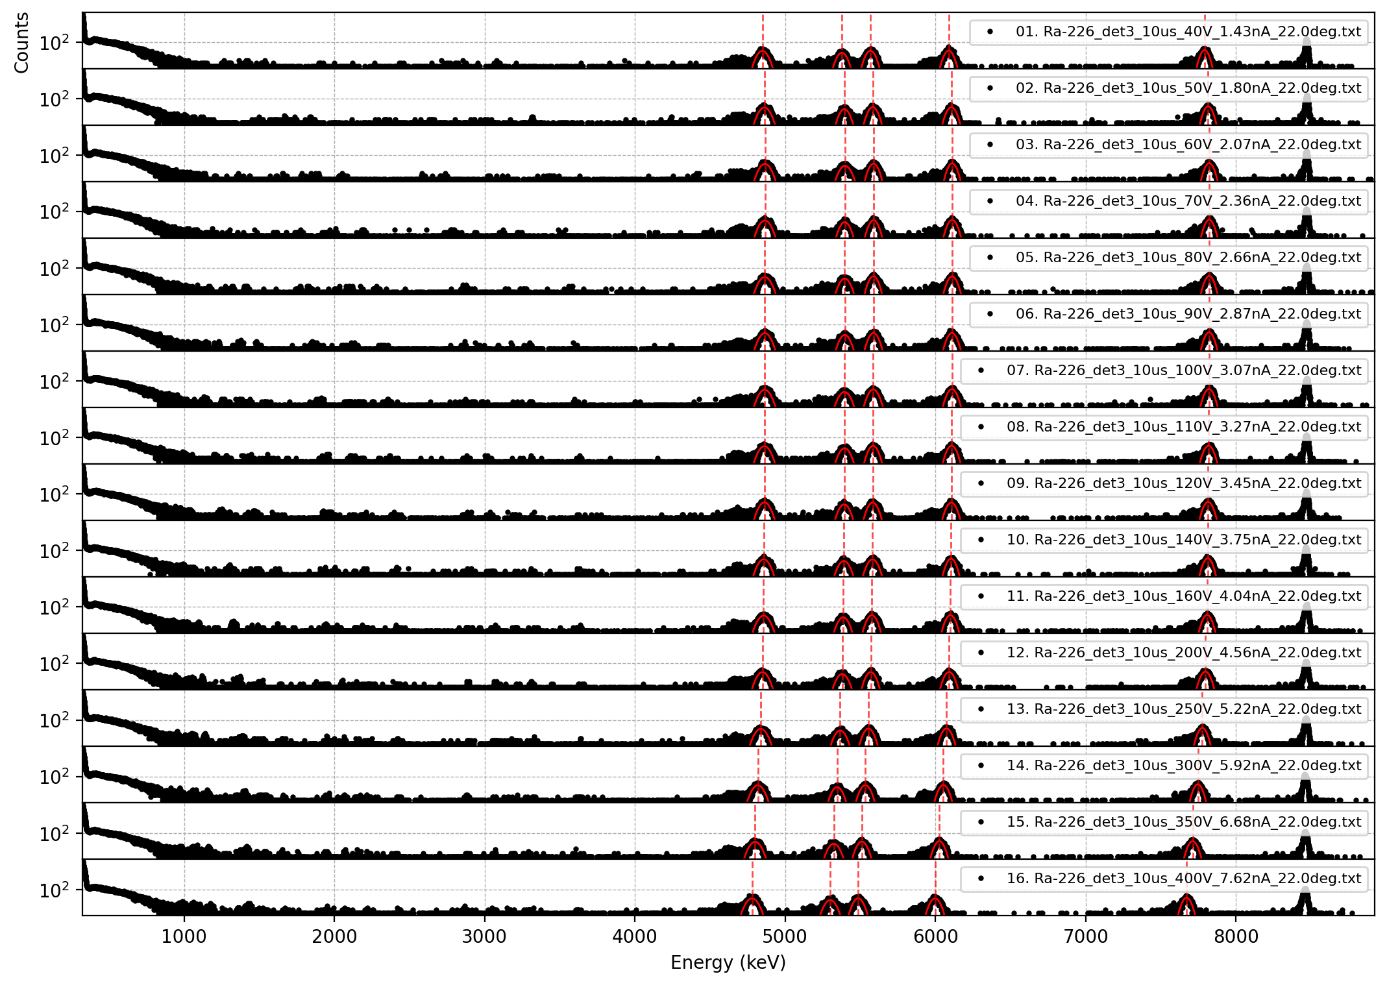 Counts
10²
01. Ra-226_det3_10us_40V_1.43nA_22.0deg.txt
10²
02. Ra-226_det3_10us_50V_1.80nA_22.0deg.txt
10²
03. Ra-226_det3_10us_60V_2.07nA_22.0deg.txt
10²
04. Ra-226_det3_10us_70V_2.36nA_22.0deg.txt
10²
05. Ra-226_det3_10us_80V_2.66nA_22.0deg.txt
10²
06. Ra-226_det3_10us_90V_2.87nA_22.0deg.txt
10²
07. Ra-226_det3_10us_100V_3.07nA_22.0deg.txt
10²
08. Ra-226_det3_10us_110V_3.27nA_22.0deg.txt
10²
09. Ra-226_det3_10us_120V_3.45nA_22.0deg.txt
10²
10. Ra-226_det3_10us_140V_3.75nA_22.0deg.txt
10²
11. Ra-226_det3_10us_160V_4.04nA_22.0deg.txt
10²
12. Ra-226_det3_10us_200V_4.56nA_22.0deg.txt
10²
13. Ra-226_det3_10us_250V_5.22nA_22.0deg.txt
10²
14. Ra-226_det3_10us_300V_5.92nA_22.0deg.txt
10²
15. Ra-226_det3_10us_350V_6.68nA_22.0deg.txt
10²
16. Ra-226_det3_10us_400V_7.62nA_22.0deg.txt
1000 2000 3000 4000 5000 6000 7000 8000
Energy (keV)